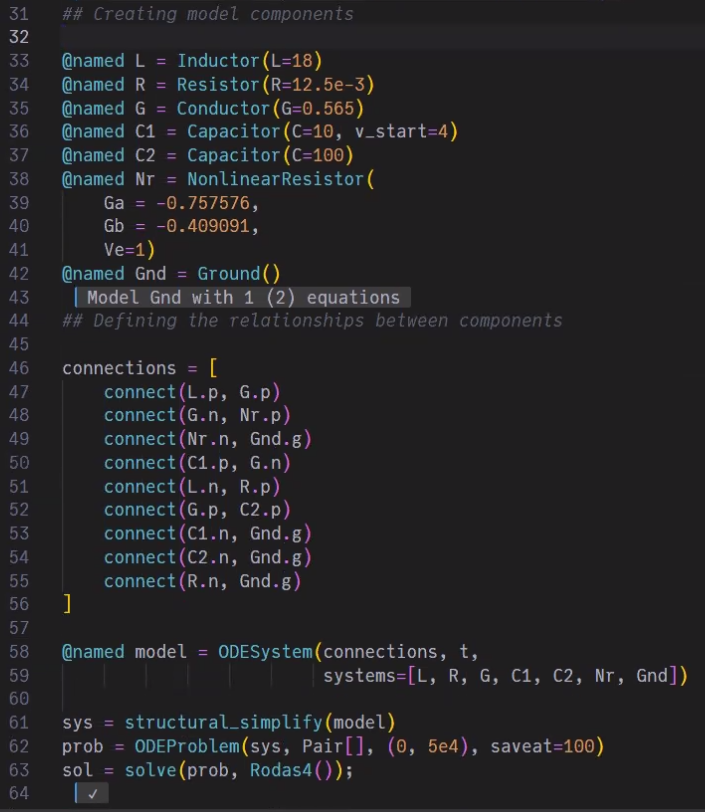 31 ## Creating model components
32
33 @named L = Inductor(L=18)
34 @named R = Resistor(R=12.5e-3)
35 @named G = Conductor(G=0.565)
36 @named C1 = Capacitor(C=10, v_start=4)
37 @named C2 = Capacitor(C=100)
38 @named Nr = NonlinearResistor(
39     Ga = -0.757576,
40     Gb = -0.409091,
41     Ve=1)
42 @named Gnd = Ground()
43 Model Gnd with 1 (2) equations
44 ## Defining the relationships between components
45
46 connections = [
47     connect(L.p, G.p)
48     connect(G.n, Nr.p)
49     connect(Nr.n, Gnd.g)
50     connect(C1.p, G.n)
51     connect(L.n, R.p)
52     connect(G.p, C2.p)
53     connect(C1.n, Gnd.g)
54     connect(C2.n, Gnd.g)
55     connect(R.n, Gnd.g)
56 ]
57
58 @named model = ODESystem(connections, t,
59                          systems=[L, R, G, C1, C2, Nr, Gnd])
60
61 sys = structural_simplify(model)
62 prob = ODEProblem(sys, Pair[], (0, 5e4), saveat=100)
63 sol = solve(prob, Rodas4());
64 ✓